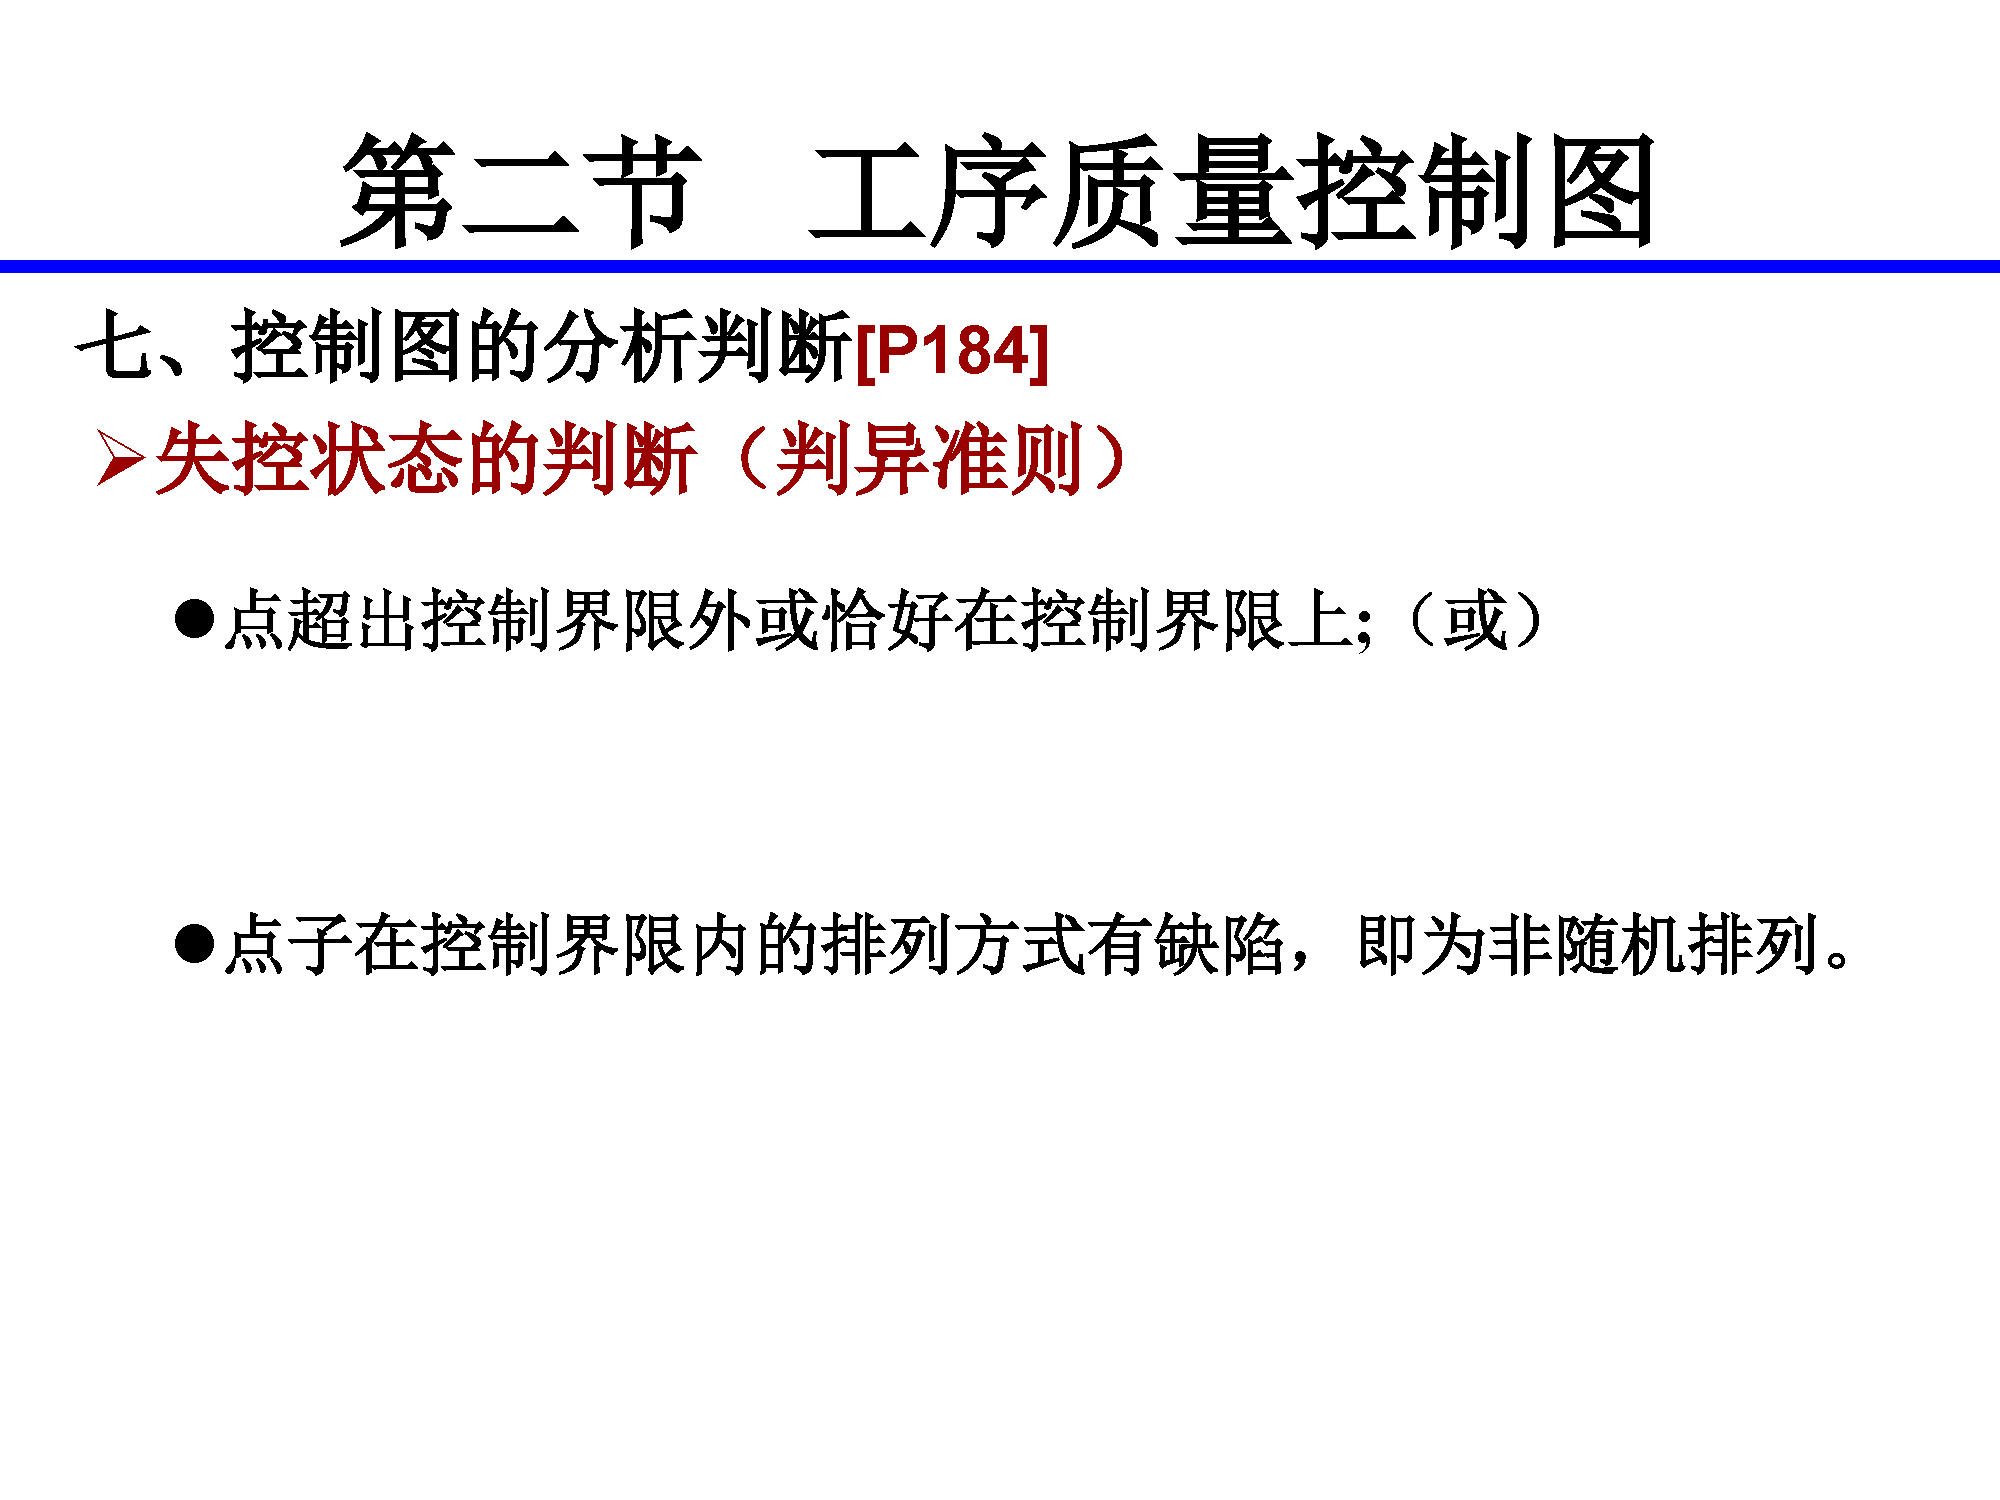 第二节 工序质量控制图
七、控制图的分析判断[P184]
➢失控状态的判断（判异准则）
●点超出控制界限外或恰好在控制界限上;（或）
●点子在控制界限内的排列方式有缺陷，即为非随机排列。